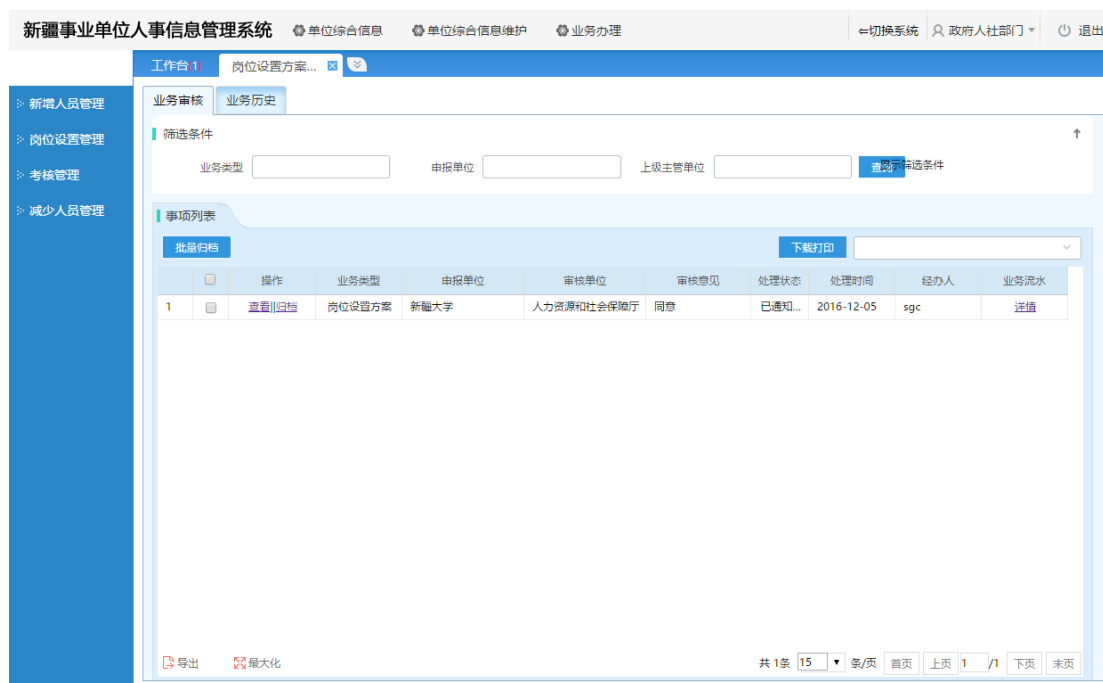 新疆事业单位人事信息管理系统 单位综合信息 单位综合信息维护 业务办理 ⇐切换系统 政府人社部门 退出
工作台(1) 岗位设置方案...
新增人员管理
岗位设置管理
考核管理
减少人员管理
业务审核 业务历史
筛选条件
业务类型 申报单位 上级主管单位 显示筛选条件
事项列表
批量归档 下载打印
操作 业务类型 申报单位 审核单位 审核意见 处理状态 处理时间 经办人 业务流水
1 查看||归档 岗位设置方案 新疆大学 人力资源和社会保障厅 同意 已通知... 2016-12-05 sgc 详情
导出 最大化 共 1条 15 条/页 首页 上页 1 /1 下页 末页